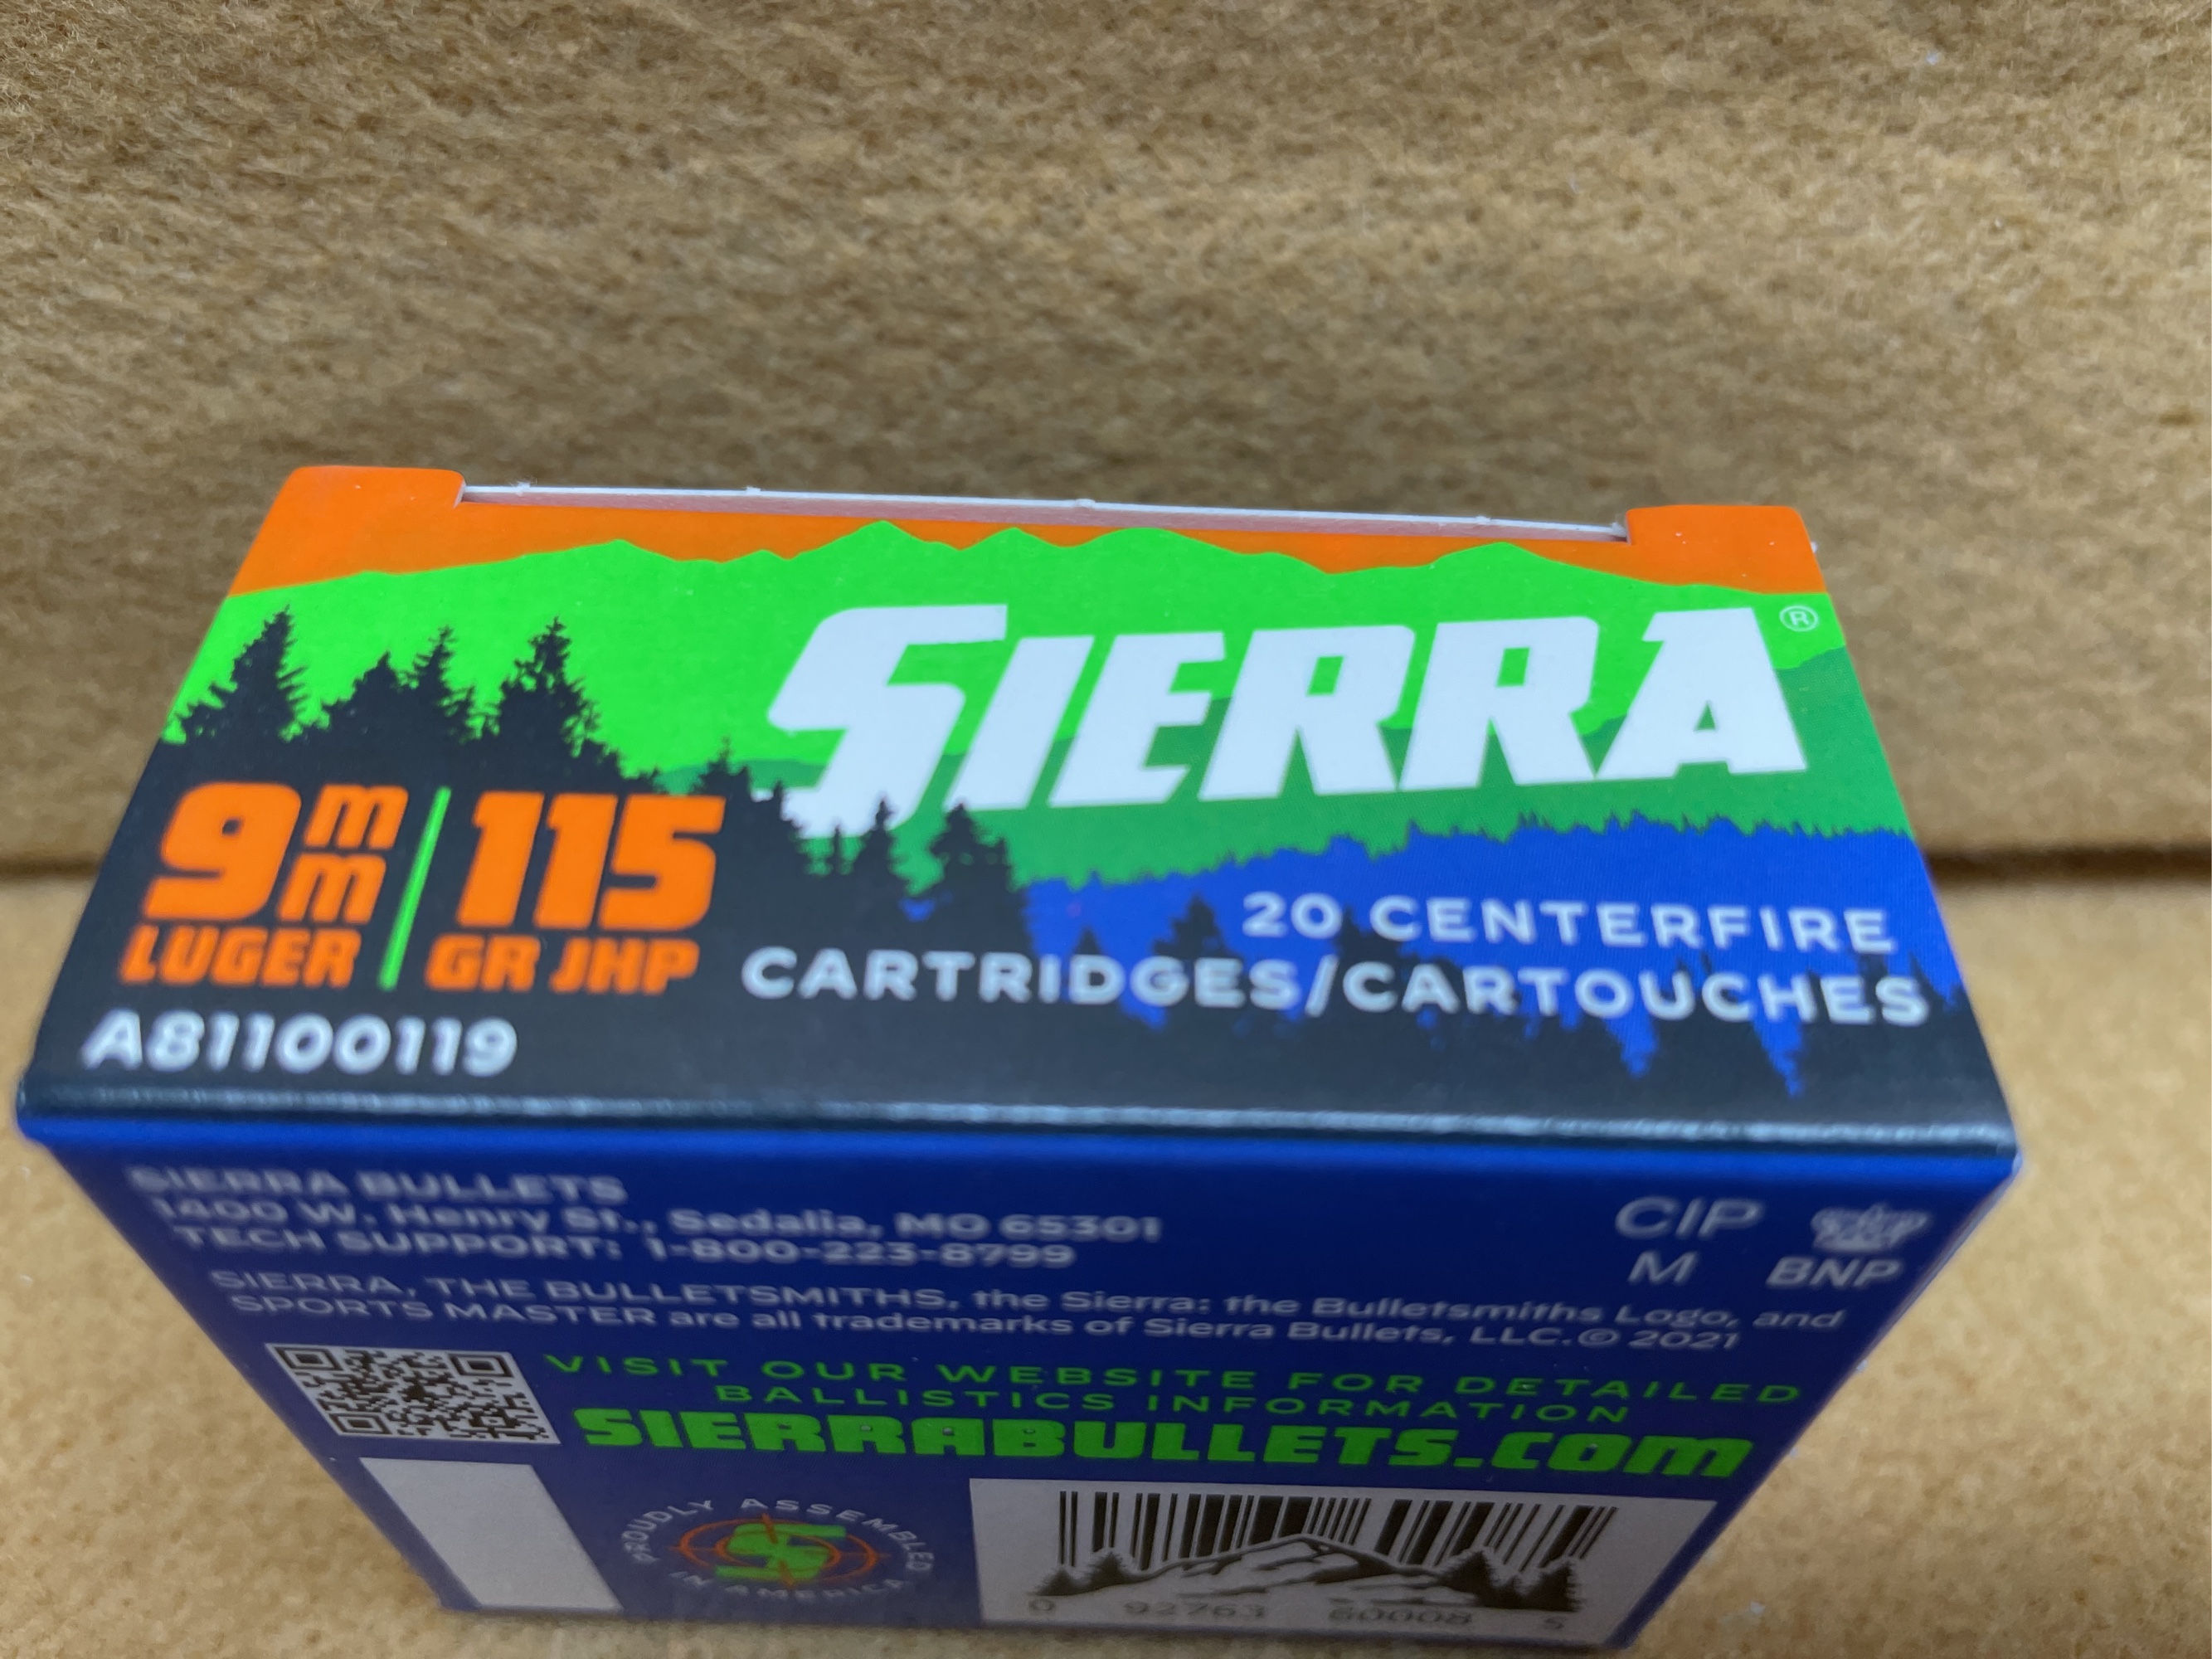 SIERRA®
9mm | 115
LUGER GR JHP
20 CENTERFIRE
CARTRIDGES/CARTOUCHES
A81100119
SIERRA BULLETS
1400 W. Henry St., Sedalia, MO 65301
TECH SUPPORT: 1-800-223-8799
CIP
M BNP
SIERRA, THE BULLETSMITHS, the Sierra: the Bulletsmiths Logo, and
SPORTS MASTER are all trademarks of Sierra Bullets, LLC.© 2021
VISIT OUR WEBSITE FOR DETAILED
BALLISTICS INFORMATION
SIERRABULLETS.COM
PROUDLY ASSEMBLED
IN AMERICA
0 92763 60008 5